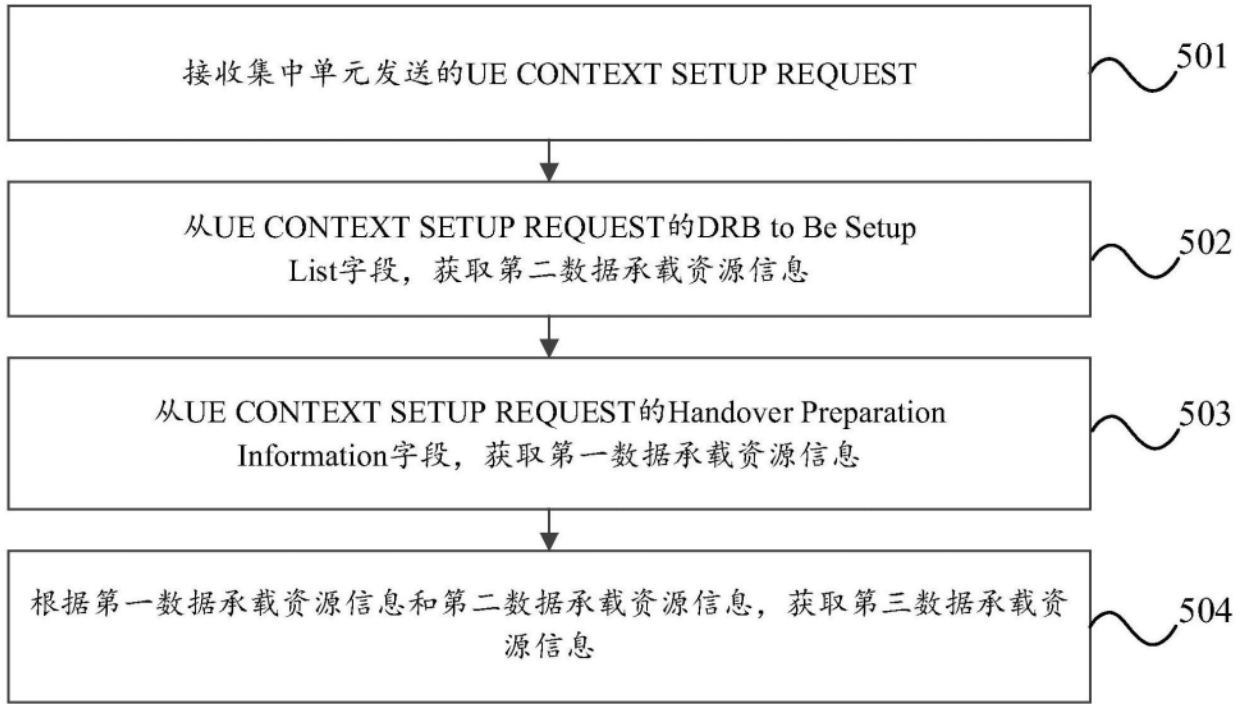 接收集中单元发送的UE CONTEXT SETUP REQUEST
501
从UE CONTEXT SETUP REQUEST的DRB to Be Setup
List字段，获取第二数据承载资源信息
502
从UE CONTEXT SETUP REQUEST的Handover Preparation
Information字段，获取第一数据承载资源信息
503
根据第一数据承载资源信息和第二数据承载资源信息，获取第三数据承载资
源信息
504